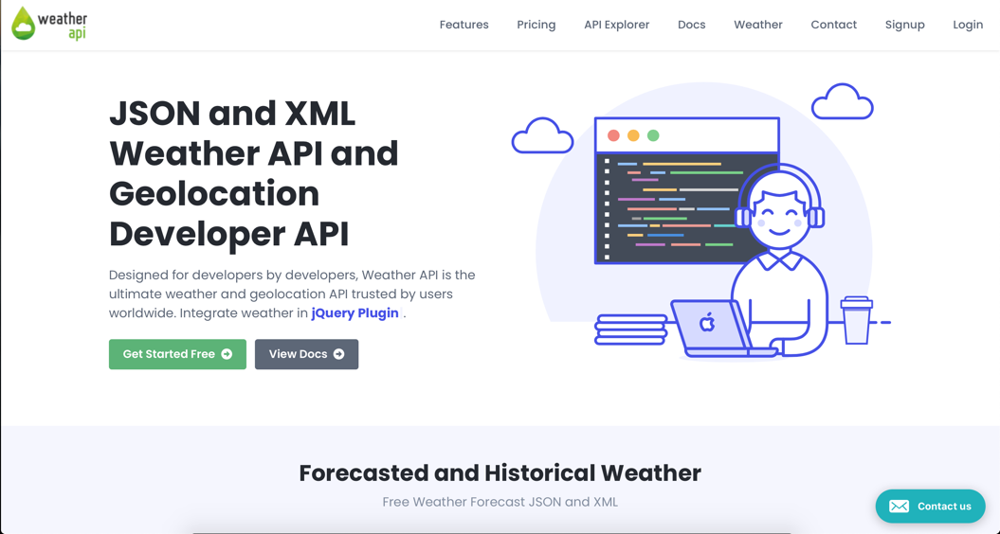 weather
api
Features Pricing API Explorer Docs Weather Contact Signup Login
JSON and XML
Weather API and
Geolocation
Developer API
Designed for developers by developers, Weather API is the
ultimate weather and geolocation API trusted by users
worldwide. Integrate weather in jQuery Plugin .
Get Started Free View Docs
Forecasted and Historical Weather
Free Weather Forecast JSON and XML
Contact us